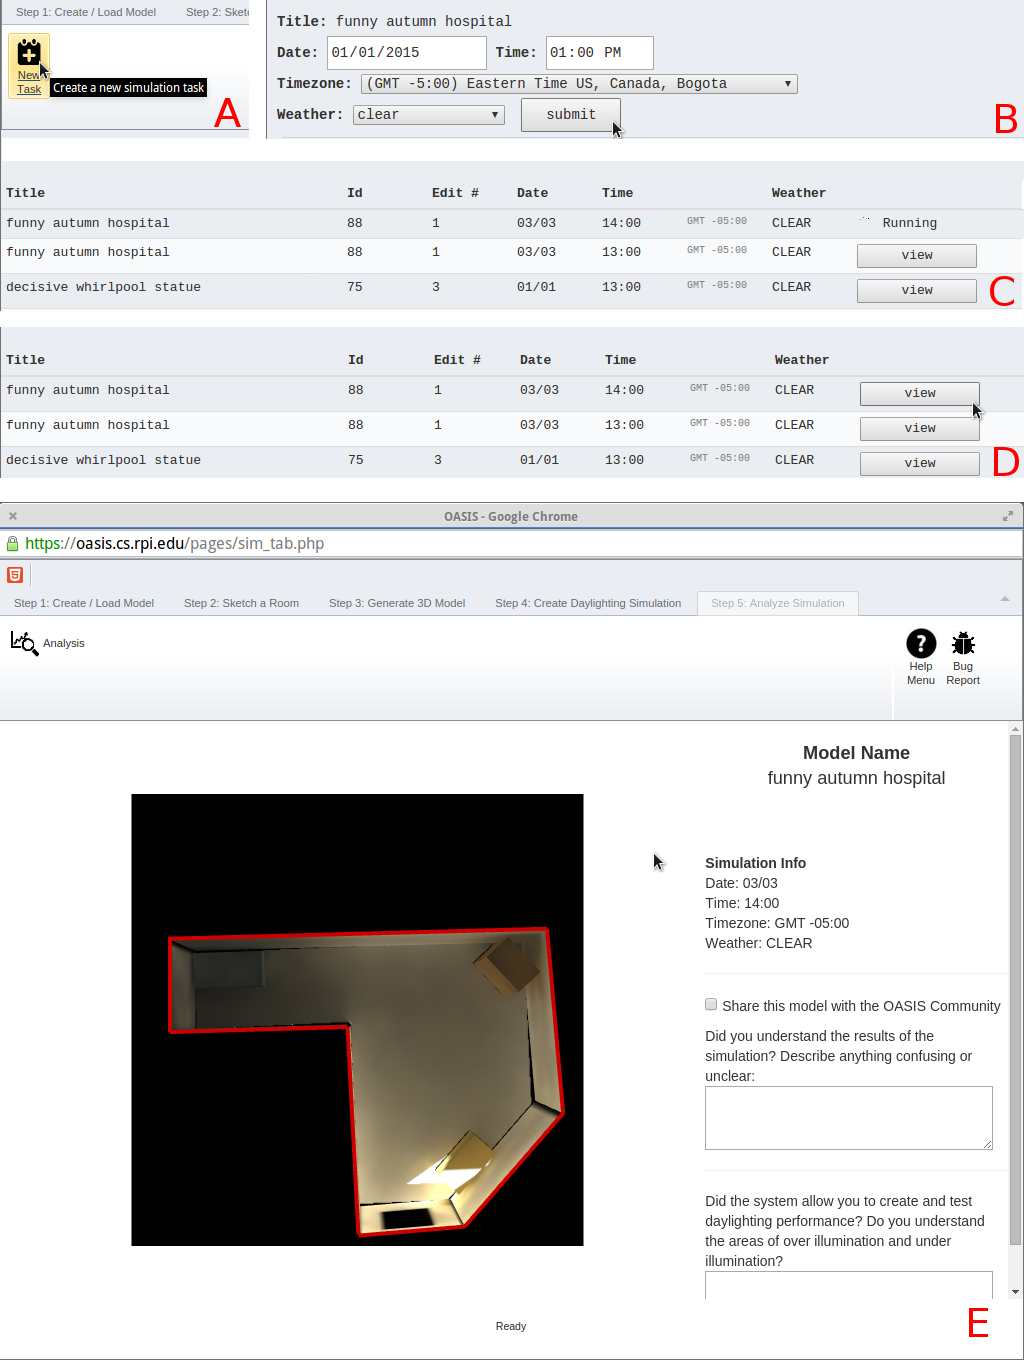 Step 1: Create / Load Model Step 2: Sketc
New
Task
Create a new simulation task
A
Title: funny autumn hospital
Date: 01/01/2015 Time: 01:00 PM
Timezone: (GMT -5:00) Eastern Time US, Canada, Bogota
Weather: clear submit
B
Title Id Edit # Date Time Weather
funny autumn hospital 88 1 03/03 14:00 GMT -05:00 CLEAR Running
funny autumn hospital 88 1 03/03 13:00 GMT -05:00 CLEAR view
decisive whirlpool statue 75 3 01/01 13:00 GMT -05:00 CLEAR view
C
Title Id Edit # Date Time Weather
funny autumn hospital 88 1 03/03 14:00 GMT -05:00 CLEAR view
funny autumn hospital 88 1 03/03 13:00 GMT -05:00 CLEAR view
decisive whirlpool statue 75 3 01/01 13:00 GMT -05:00 CLEAR view
D
OASIS - Google Chrome
https://oasis.cs.rpi.edu/pages/sim_tab.php
Step 1: Create / Load Model Step 2: Sketch a Room Step 3: Generate 3D Model Step 4: Create Daylighting Simulation Step 5: Analyze Simulation
Analysis
Help
Menu
Bug
Report
Model Name
funny autumn hospital
Simulation Info
Date: 03/03
Time: 14:00
Timezone: GMT -05:00
Weather: CLEAR
Share this model with the OASIS Community
Did you understand the results of the
simulation? Describe anything confusing or
unclear:
Did the system allow you to create and test
daylighting performance? Do you understand
the areas of over illumination and under
illumination?
E
Ready